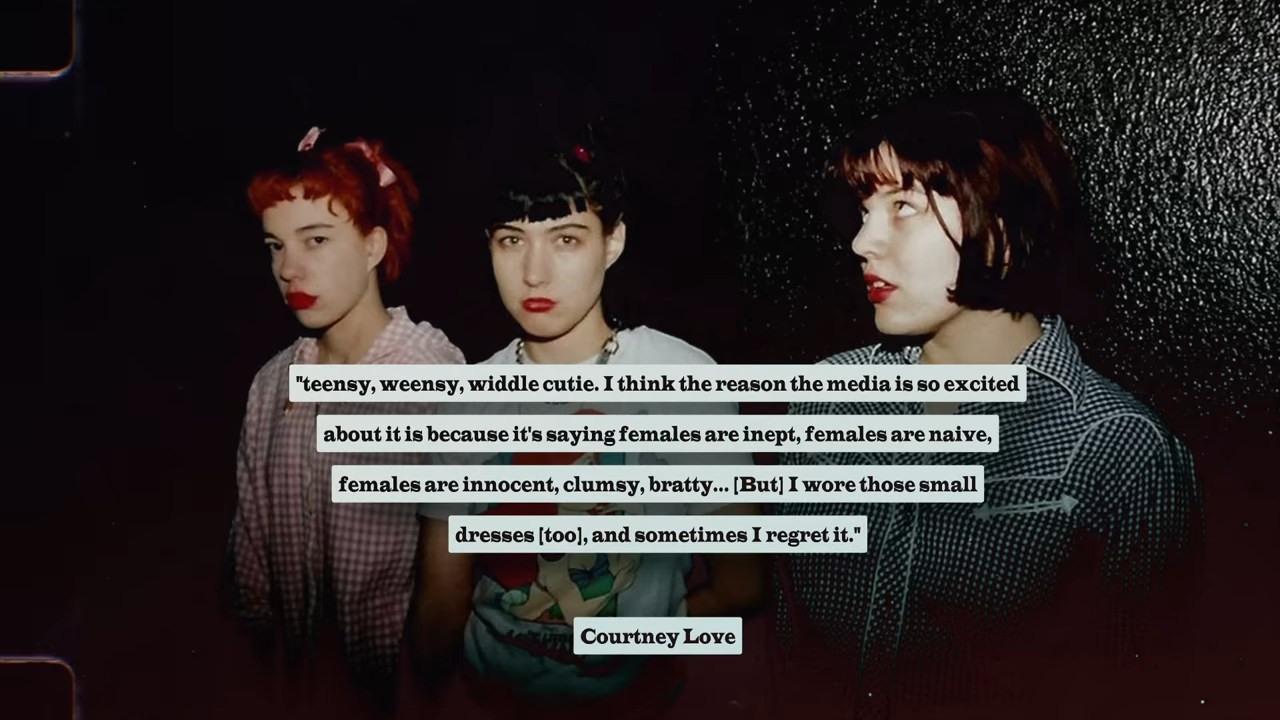 "teensy, weensy, widdle cutie. I think the reason the media is so excited
about it is because it's saying females are inept, females are naive,
females are innocent, clumsy, bratty... [But] I wore those small
dresses [too], and sometimes I regret it."
Courtney Love